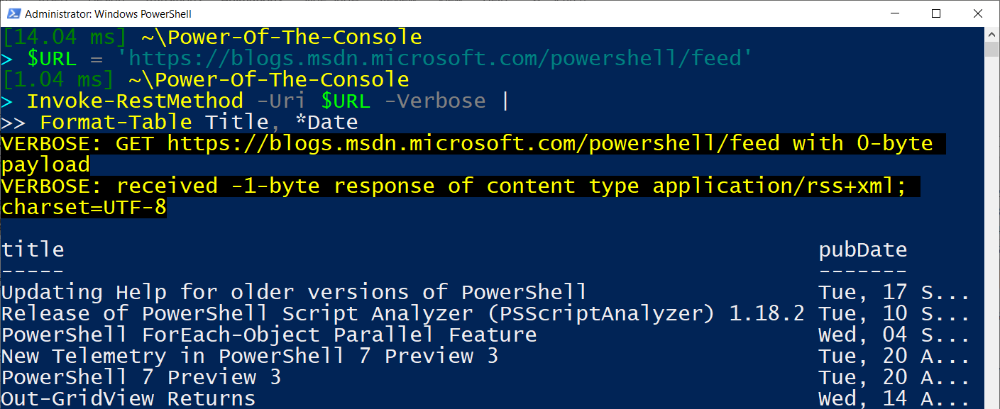 Administrator: Windows PowerShell
[14.04 ms] ~\Power-Of-The-Console
> $URL = 'https://blogs.msdn.microsoft.com/powershell/feed'
[1.04 ms] ~\Power-Of-The-Console
> Invoke-RestMethod -Uri $URL -Verbose |
>> Format-Table Title, *Date
VERBOSE: GET https://blogs.msdn.microsoft.com/powershell/feed with 0-byte
payload
VERBOSE: received -1-byte response of content type application/rss+xml;
charset=UTF-8
title pubDate
----- -------
Updating Help for older versions of PowerShell Tue, 17 S...
Release of PowerShell Script Analyzer (PSScriptAnalyzer) 1.18.2 Tue, 10 S...
PowerShell ForEach-Object Parallel Feature Wed, 04 S...
New Telemetry in PowerShell 7 Preview 3 Tue, 20 A...
PowerShell 7 Preview 3 Tue, 20 A...
Out-GridView Returns Wed, 14 A...